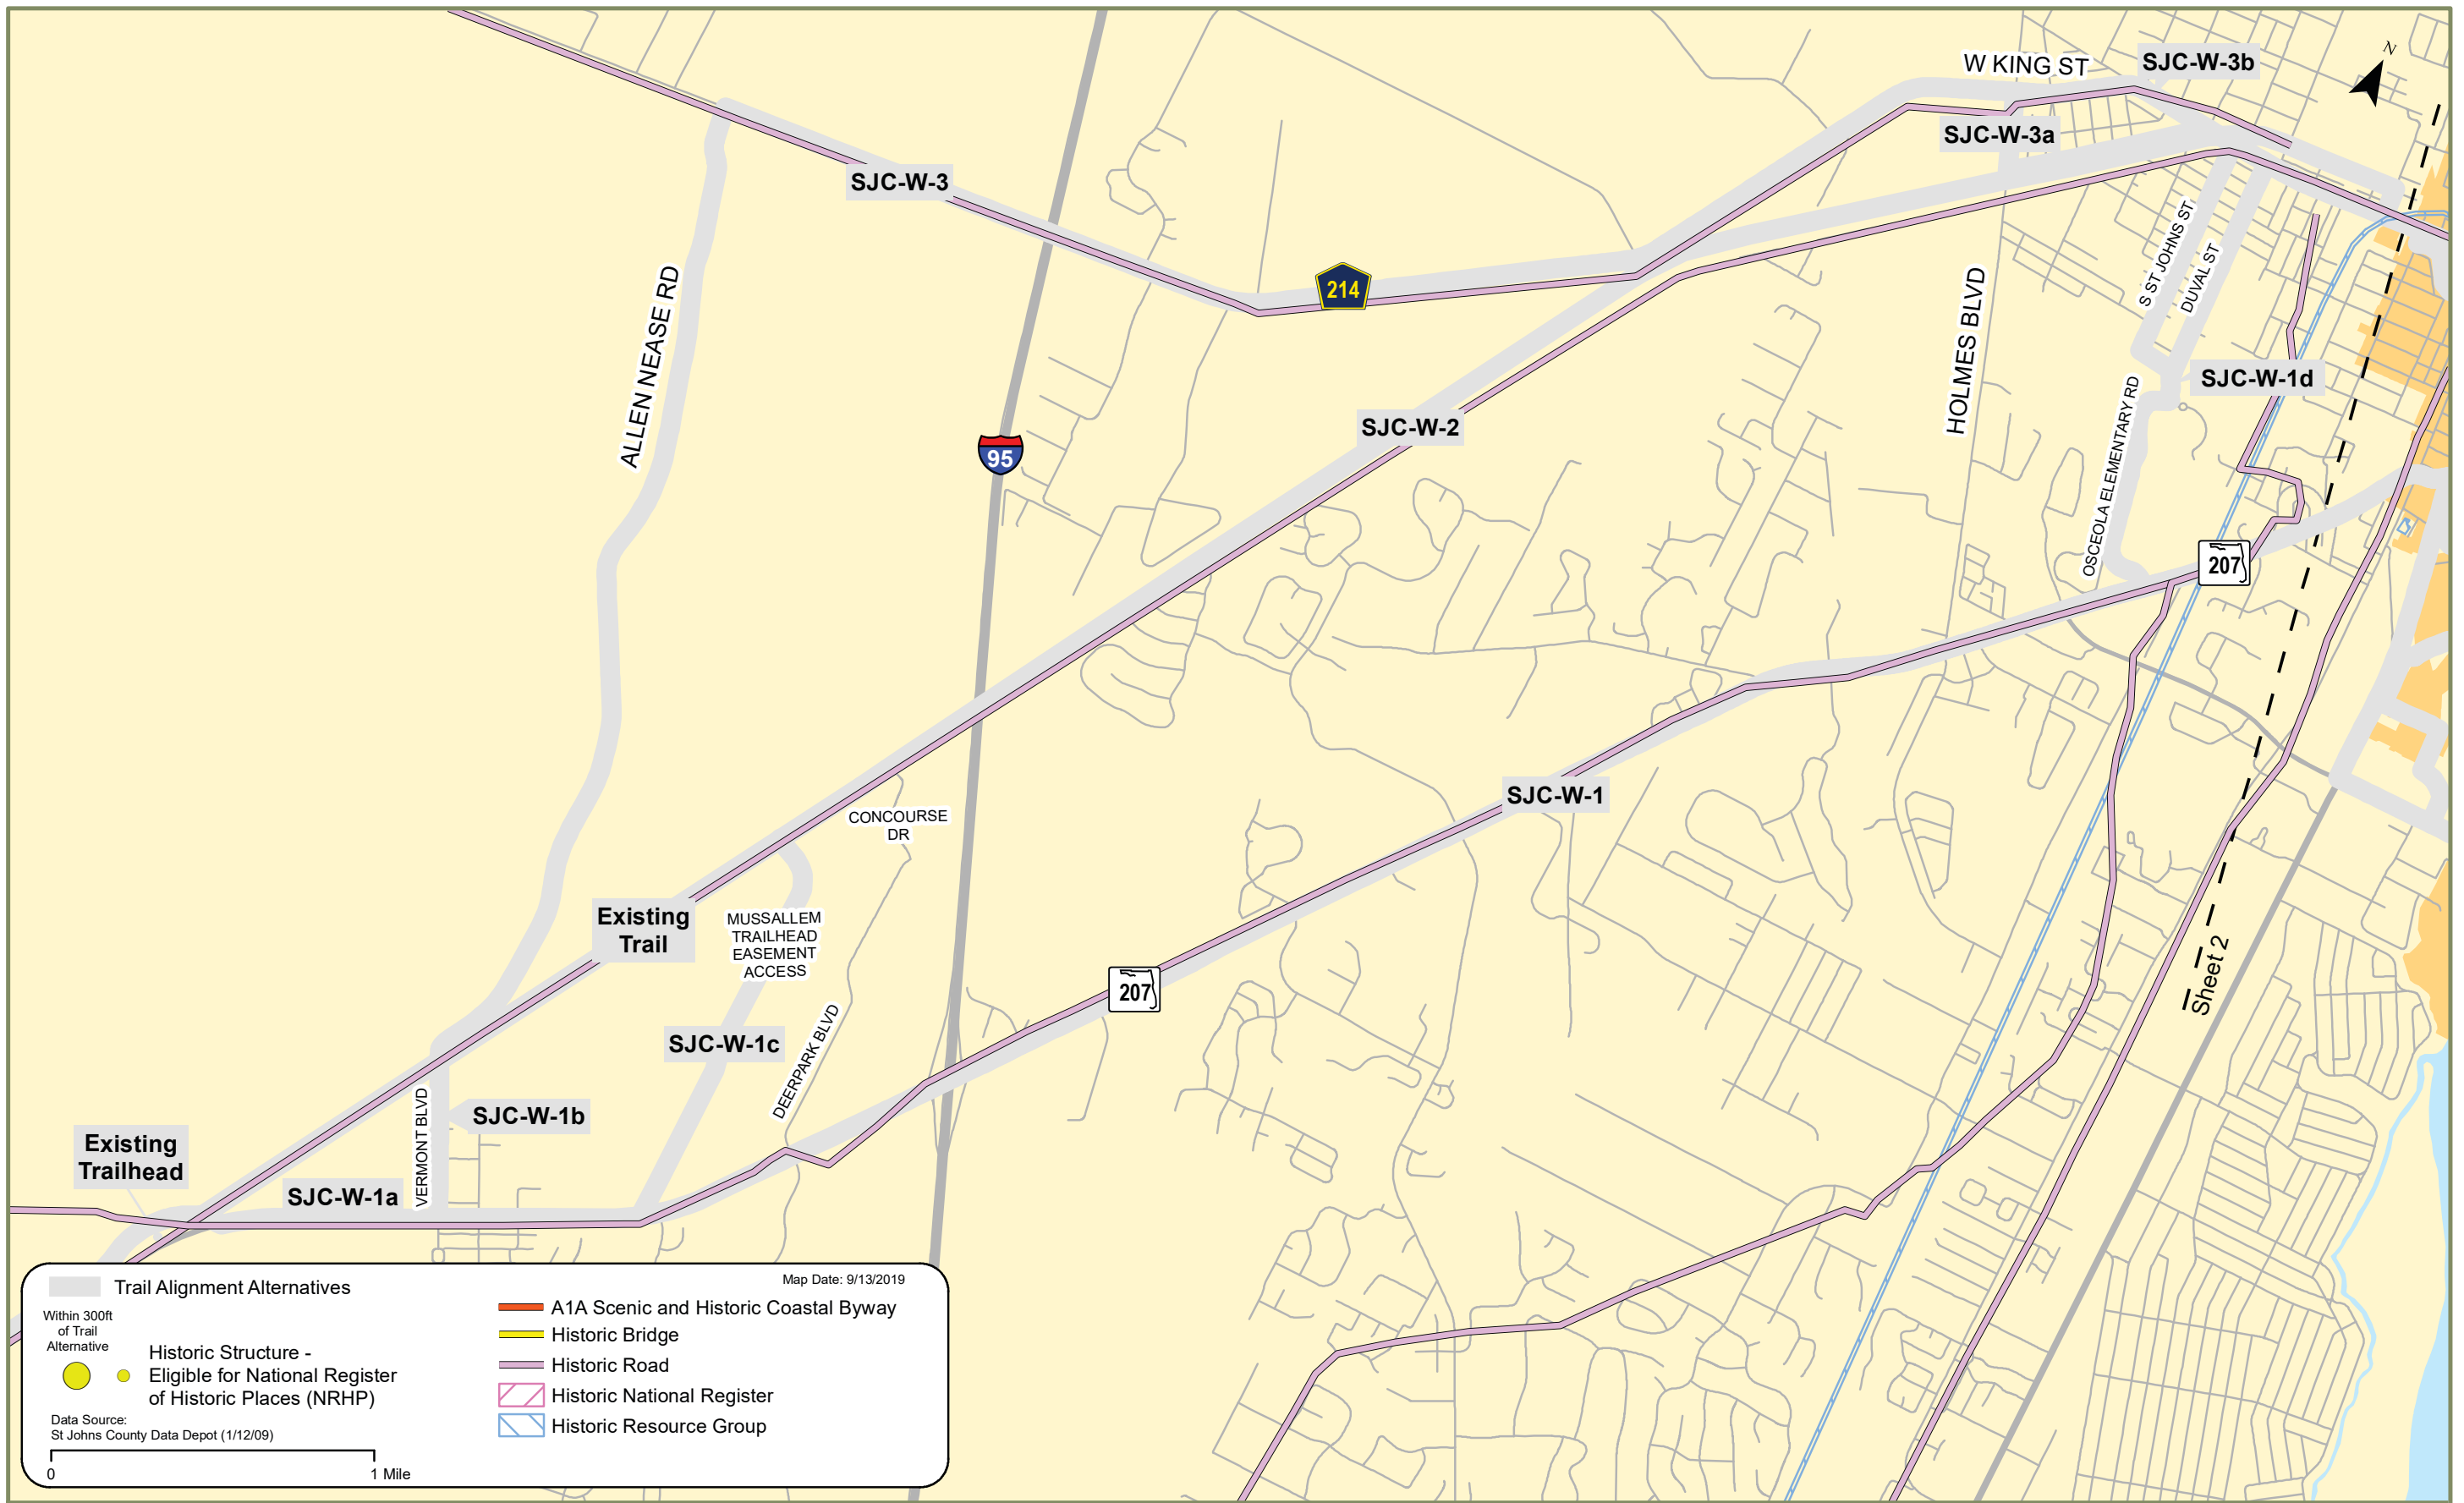 N
W KING ST
SJC-W-3b
SJC-W-3a
SJC-W-3
S ST JOHNS ST
DUVAL ST
ALLEN NEASE RD
214
HOLMES BLVD
SJC-W-1d
OSCEOLA ELEMENTARY RD
SJC-W-2
95
207
SJC-W-1
CONCOURSE
DR
Existing
Trail
MUSSALLEM
TRAILHEAD
EASEMENT
ACCESS
Sheet 2
207
SJC-W-1c
DEERPARK BLVD
VERMONT BLVD
SJC-W-1b
Existing
Trailhead
SJC-W-1a
Trail Alignment Alternatives
Map Date: 9/13/2019
Within 300ft
of Trail
Alternative
Historic Structure -
Eligible for National Register
of Historic Places (NRHP)
A1A Scenic and Historic Coastal Byway
Historic Bridge
Historic Road
Historic National Register
Historic Resource Group
Data Source:
St Johns County Data Depot (1/12/09)
0
1 Mile